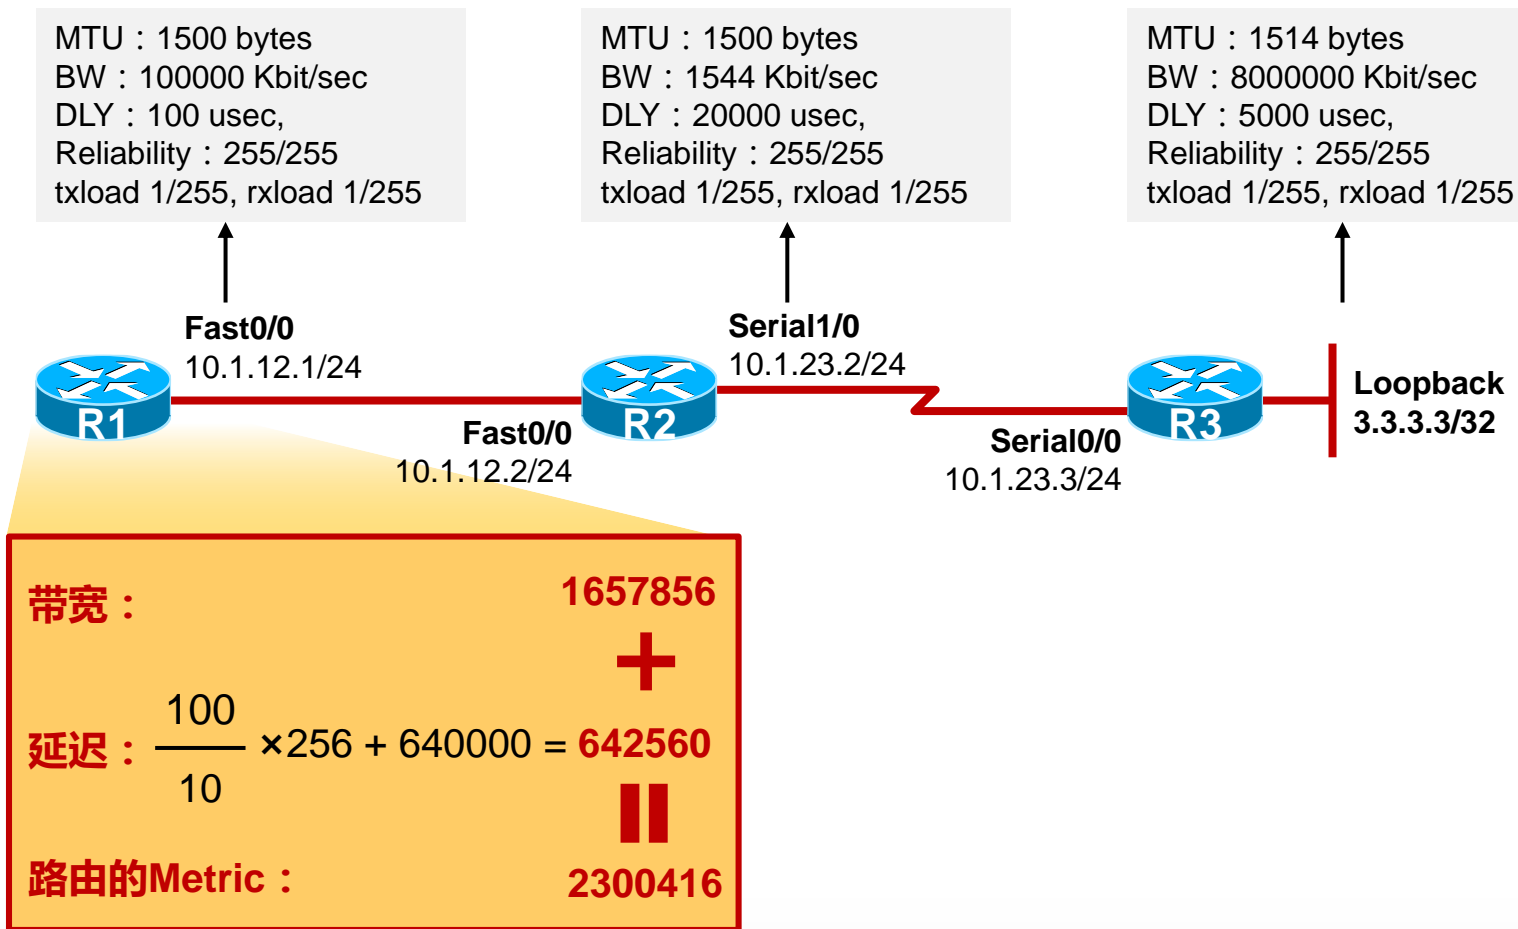 MTU：1500 bytes
BW：100000 Kbit/sec
DLY：100 usec,
Reliability：255/255
txload 1/255, rxload 1/255
MTU：1500 bytes
BW：1544 Kbit/sec
DLY：20000 usec,
Reliability：255/255
txload 1/255, rxload 1/255
MTU：1514 bytes
BW：8000000 Kbit/sec
DLY：5000 usec,
Reliability：255/255
txload 1/255, rxload 1/255
Fast0/0
10.1.12.1/24
Serial1/0
10.1.23.2/24
R1
R2
R3
Loopback
3.3.3.3/32
Fast0/0
10.1.12.2/24
Serial0/0
10.1.23.3/24
带宽： 1657856
+
延迟： 100/10 ×256 + 640000 = 642560
=
路由的Metric： 2300416